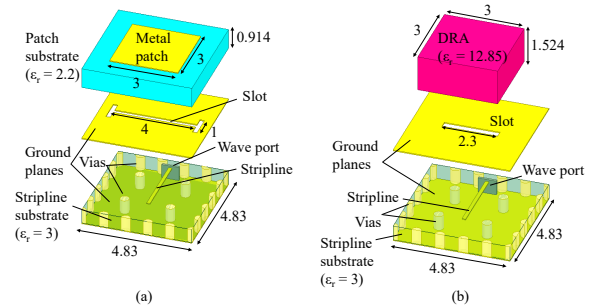 Patch
substrate
(εr = 2.2)
Metal
patch
3
3
0.914
Slot
4
1
Wave port
Ground
planes
Vias
Stripline
Stripline
substrate
(εr = 3)
4.83
4.83
(a)
3
3
DRA
(εr = 12.85)
1.524
Slot
2.3
Ground
planes
Wave port
Stripline
Vias
Stripline
substrate
(εr = 3)
4.83
4.83
(b)